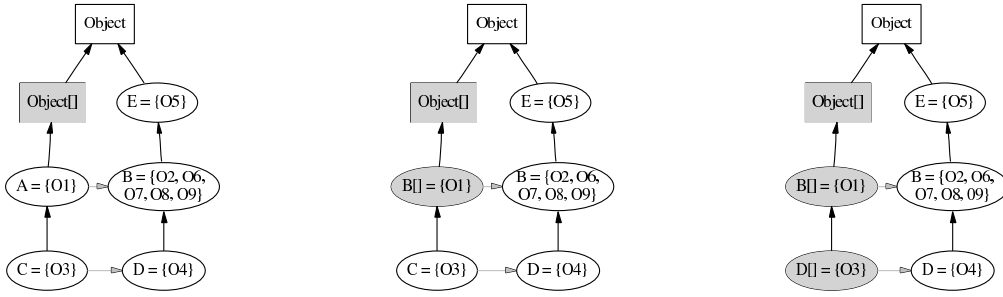 Object
Object[]
E = {O5}
A = {O1}
B = {O2, O6,
O7, O8, O9}
C = {O3}
D = {O4}
Object
Object[]
E = {O5}
B[] = {O1}
B = {O2, O6,
O7, O8, O9}
C = {O3}
D = {O4}
Object
Object[]
E = {O5}
B[] = {O1}
B = {O2, O6,
O7, O8, 09}
D[] = {O3}
D = {O4}